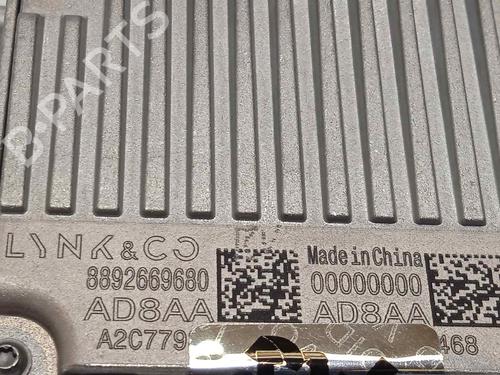 B-PARTS
LYNK & CO
8892669680
AD8AA
A2C779
Made in China
00000000
AD8AA
468